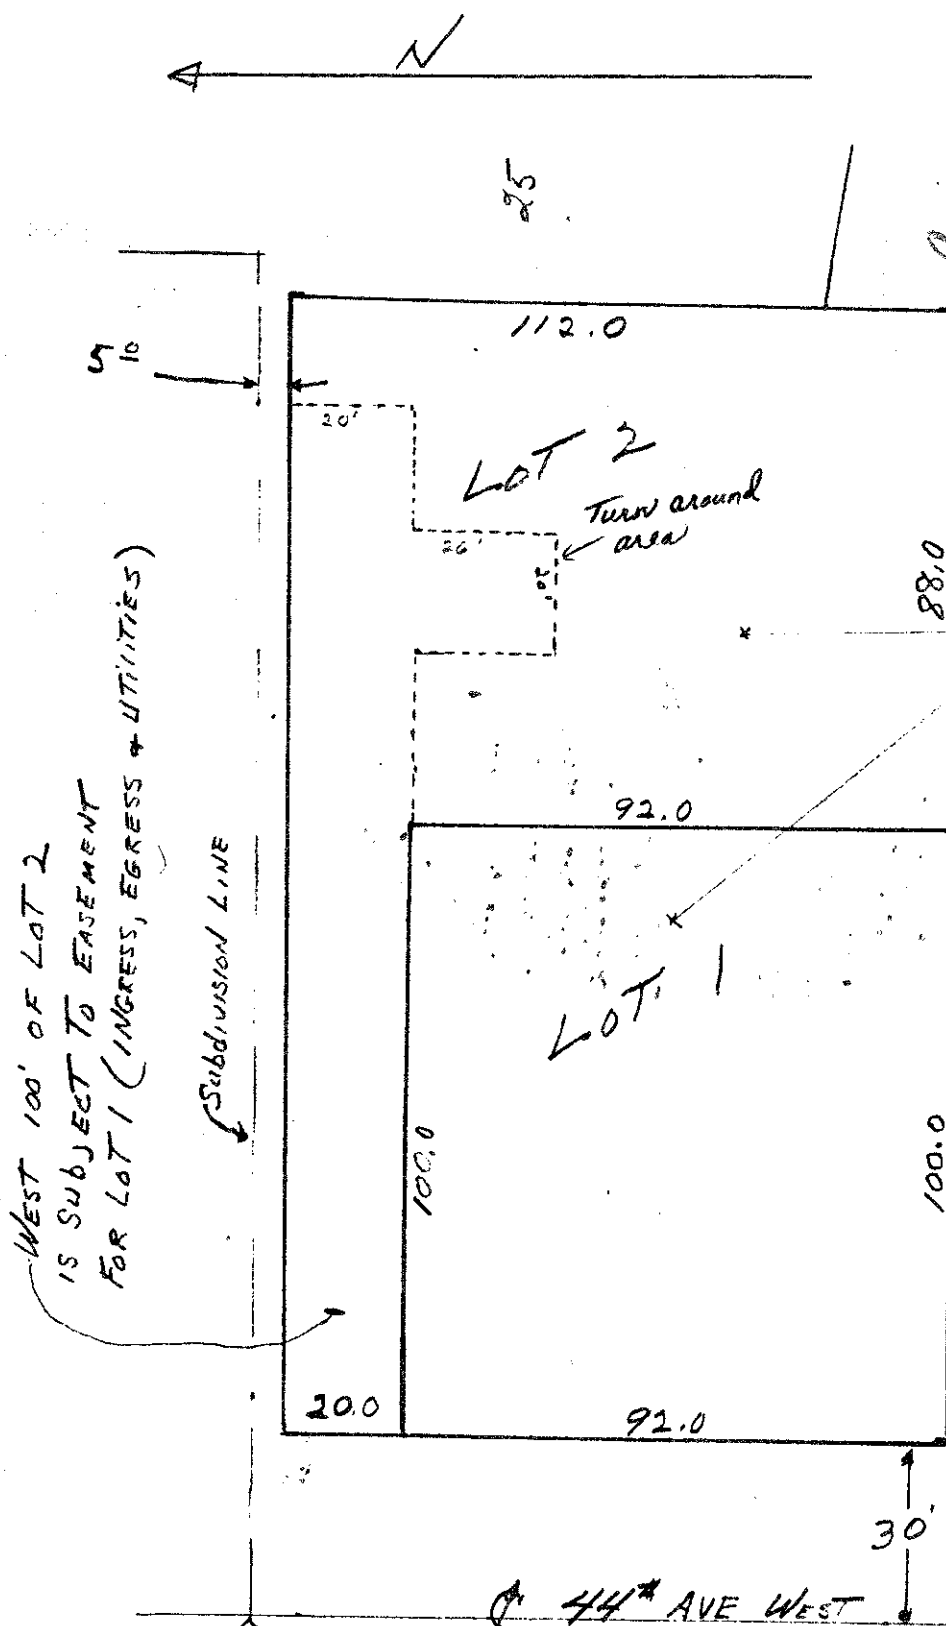 N
25
5 10
112.0
20'
LOT 2
Turn around
area
26'
20'
88.0
WEST 100' OF LOT 2
IS SUBJECT TO EASEMENT
FOR LOT 1 (INGRESS, EGRESS & UTILITIES)
SUBDIVISION LINE
92.0
LOT 1
100.0
100.0
20.0
92.0
30'
44th AVE WEST